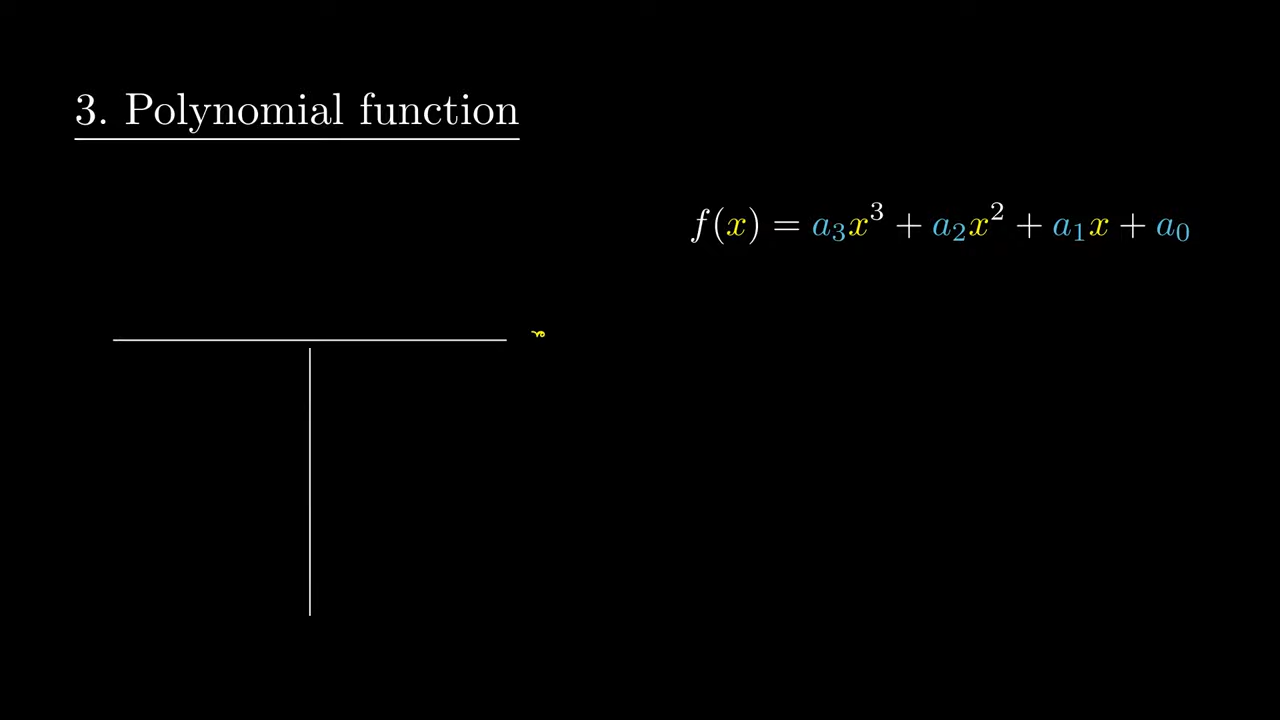 3. Polynomial function
f(x) = a₃x³ + a₂x² + a₁x + a₀